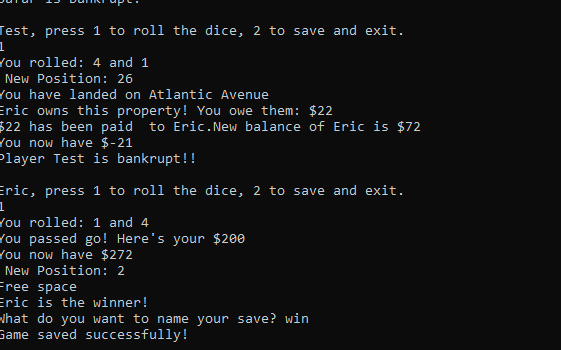 Safar is bankrupt.
Test, press 1 to roll the dice, 2 to save and exit.
1
You rolled: 4 and 1
New Position: 26
You have landed on Atlantic Avenue
Eric owns this property! You owe them: $22
$22 has been paid  to Eric.New balance of Eric is $72
You now have $-21
Player Test is bankrupt!!
Eric, press 1 to roll the dice, 2 to save and exit.
1
You rolled: 1 and 4
You passed go! Here's your $200
You now have $272
New Position: 2
Free space
Eric is the winner!
What do you want to name your save? win
Game saved successfully!